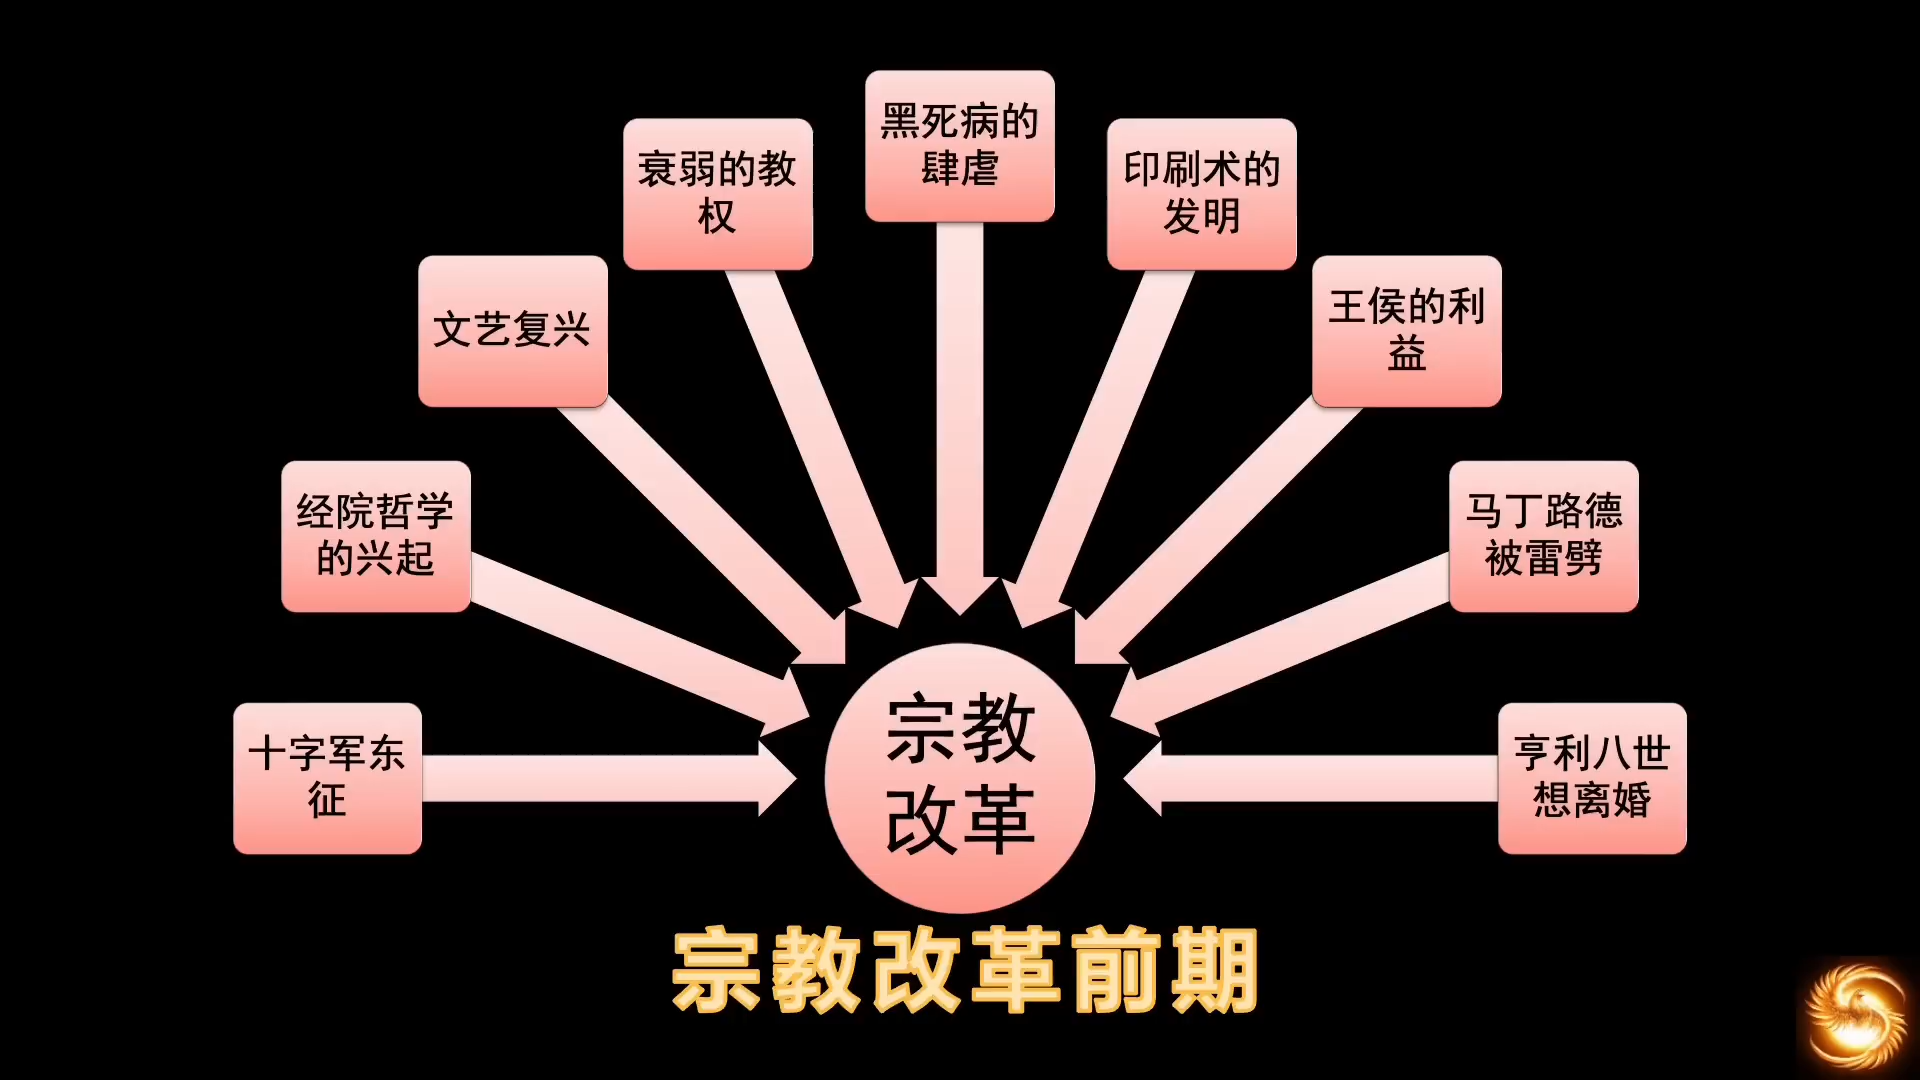 黑死病的
肆虐
衰弱的教
权
印刷术的
发明
文艺复兴
王侯的利
益
经院哲学
的兴起
马丁路德
被雷劈
十字军东
征
亨利八世
想离婚
宗教
改革
宗教改革前期